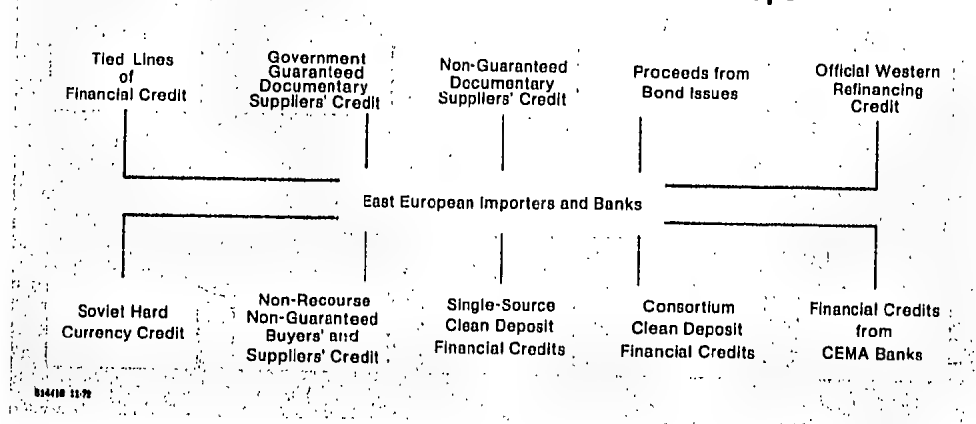 Tied Lines
of
Financial Credit
Government
Guaranteed
Documentary
Suppliers' Credit
Non-Guaranteed
Documentary
Suppliers' Credit
Proceeds from
Bond Issues
Official Western
Refinancing
Credit
East European Importers and Banks
Soviet Hard
Currency Credit
Non-Recourse
Non-Guaranteed
Buyers' and
Suppliers' Credit
Single-Source
Clean Deposit
Financial Credits
Consortium
Clean Deposit
Financial Credits
Financial Credits
from
CEMA Banks